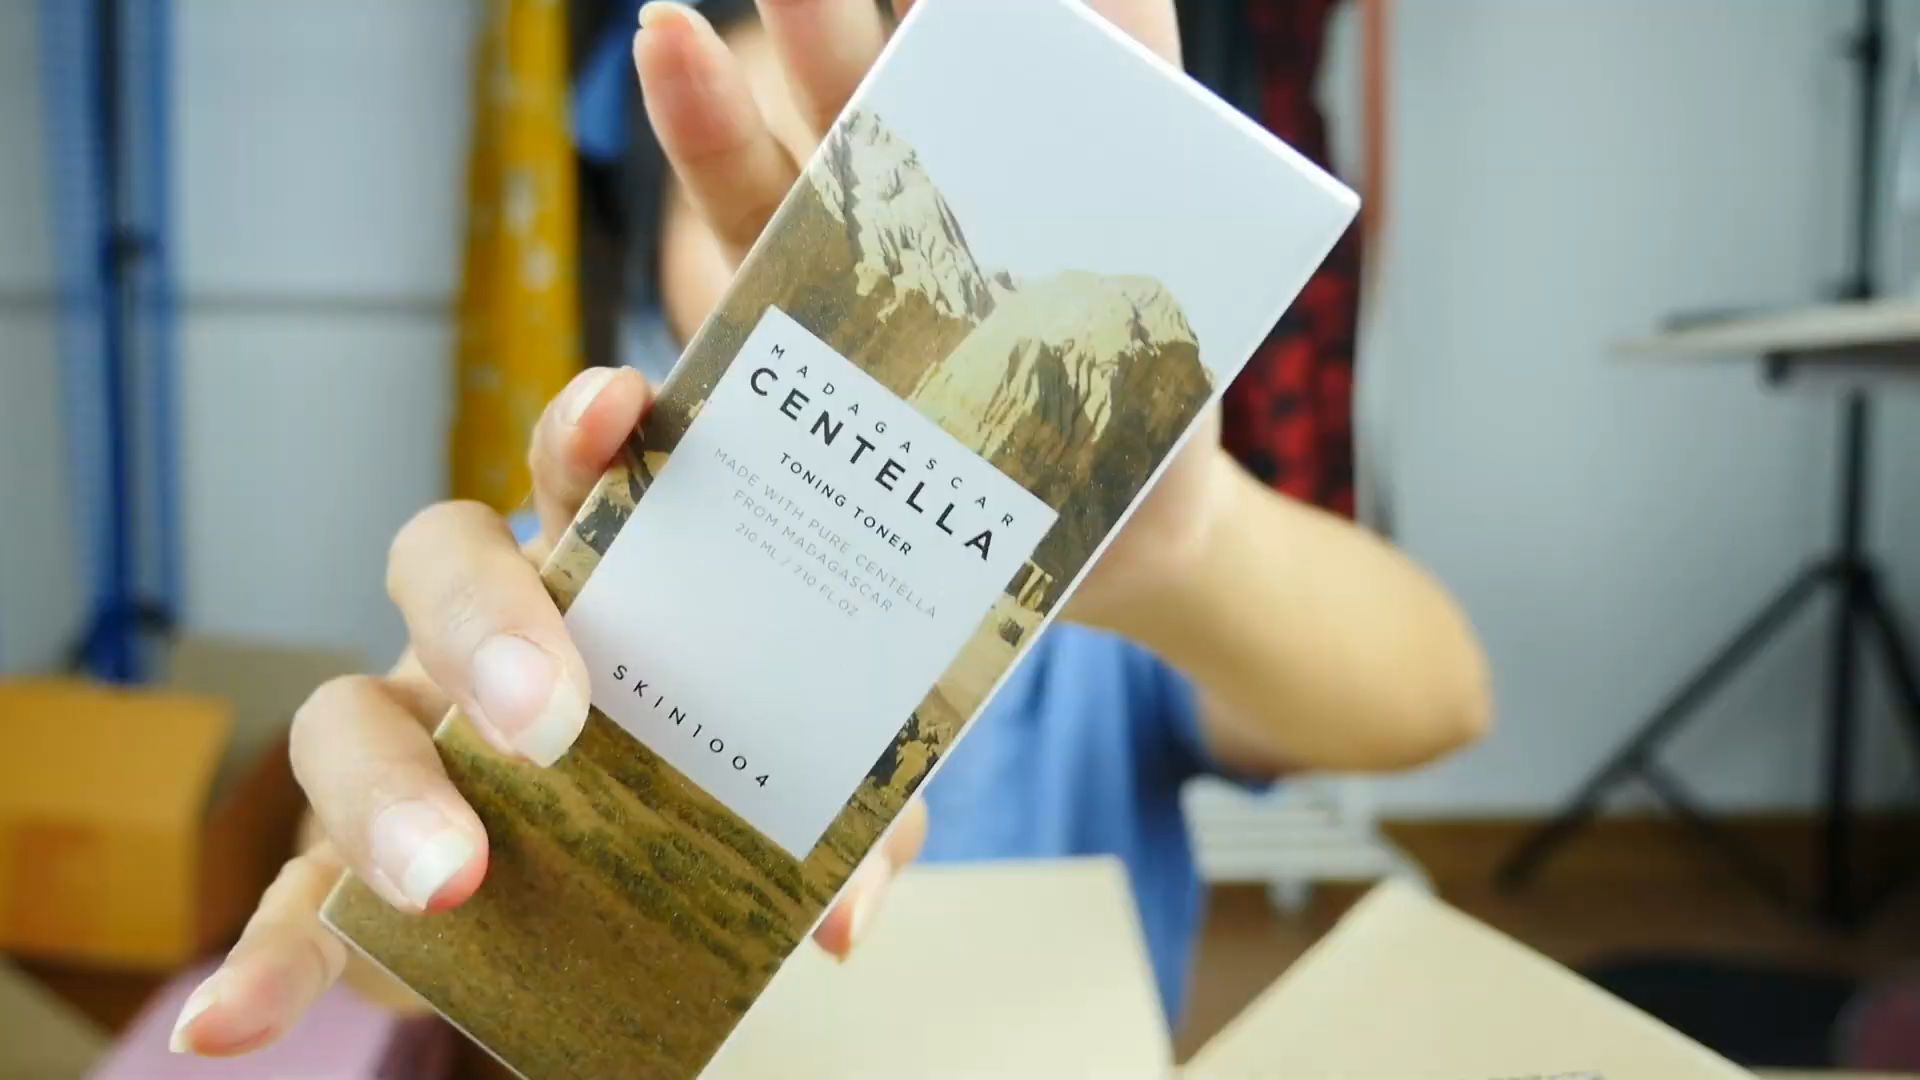 MADAGASCAR
CENTELLA
TONING TONER
MADE WITH PURE CENTELLA
FROM MADAGASCAR
210 ML / 7.10 FL.OZ
SKIN1004